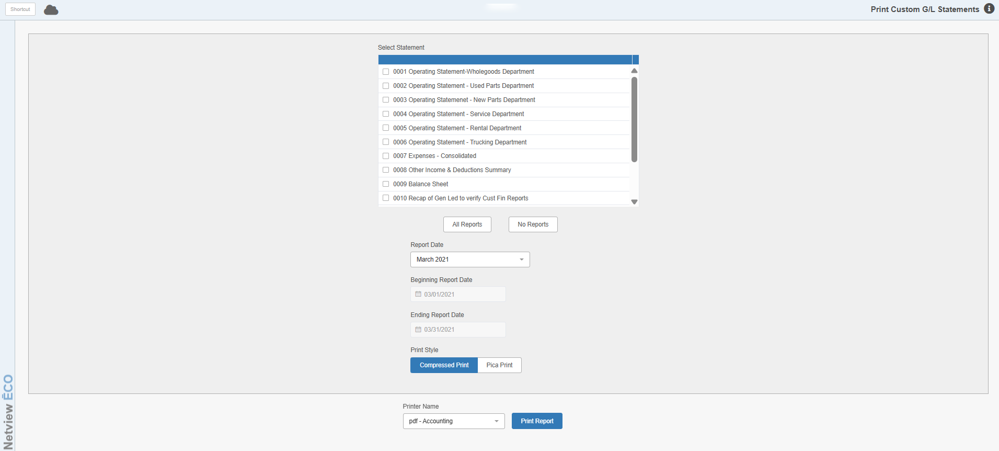 Shortcut
Print Custom G/L Statements
Select Statement
0001 Operating Statement-Wholegoods Department
0002 Operating Statement - Used Parts Department
0003 Operating Statemenet - New Parts Department
0004 Operating Statement - Service Department
0005 Operating Statement - Rental Department
0006 Operating Statement - Trucking Department
0007 Expenses - Consolidated
0008 Other Income & Deductions Summary
0009 Balance Sheet
0010 Recap of Gen Led to verify Cust Fin Reports
All Reports No Reports
Report Date
March 2021
Beginning Report Date
03/01/2021
Ending Report Date
03/31/2021
Print Style
Compressed Print Pica Print
Printer Name
pdf - Accounting Print Report
Netview ĒCO